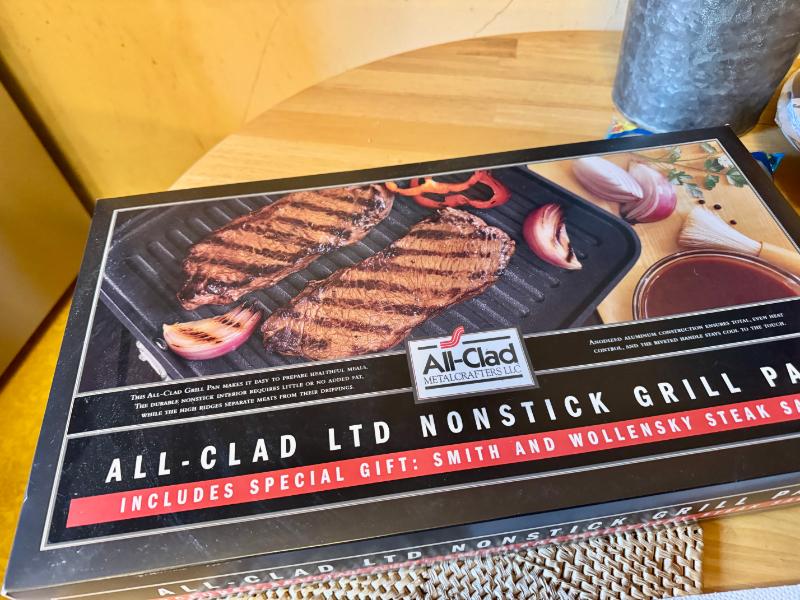 THIS ALL-CLAD GRILL PAN MAKES IT EASY TO PREPARE HEALTHFUL MEALS.
THE DURABLE NONSTICK INTERIOR REQUIRES LITTLE OR NO ADDED FAT,
WHILE THE HIGH RIDGES SEPARATE MEATS FROM THEIR DRIPPINGS.
All-Clad
METALCRAFTERS LLC
ANODIZED ALUMINUM CONSTRUCTION ENSURES TOTAL, EVEN HEAT
CONTROL, AND THE RIVETED HANDLE STAYS COOL TO THE TOUCH.
ALL-CLAD LTD NONSTICK GRILL PA
INCLUDES SPECIAL GIFT: SMITH AND WOLLENSKY STEAK
ALL-CLAD LTD NONSTICK GRILL PA